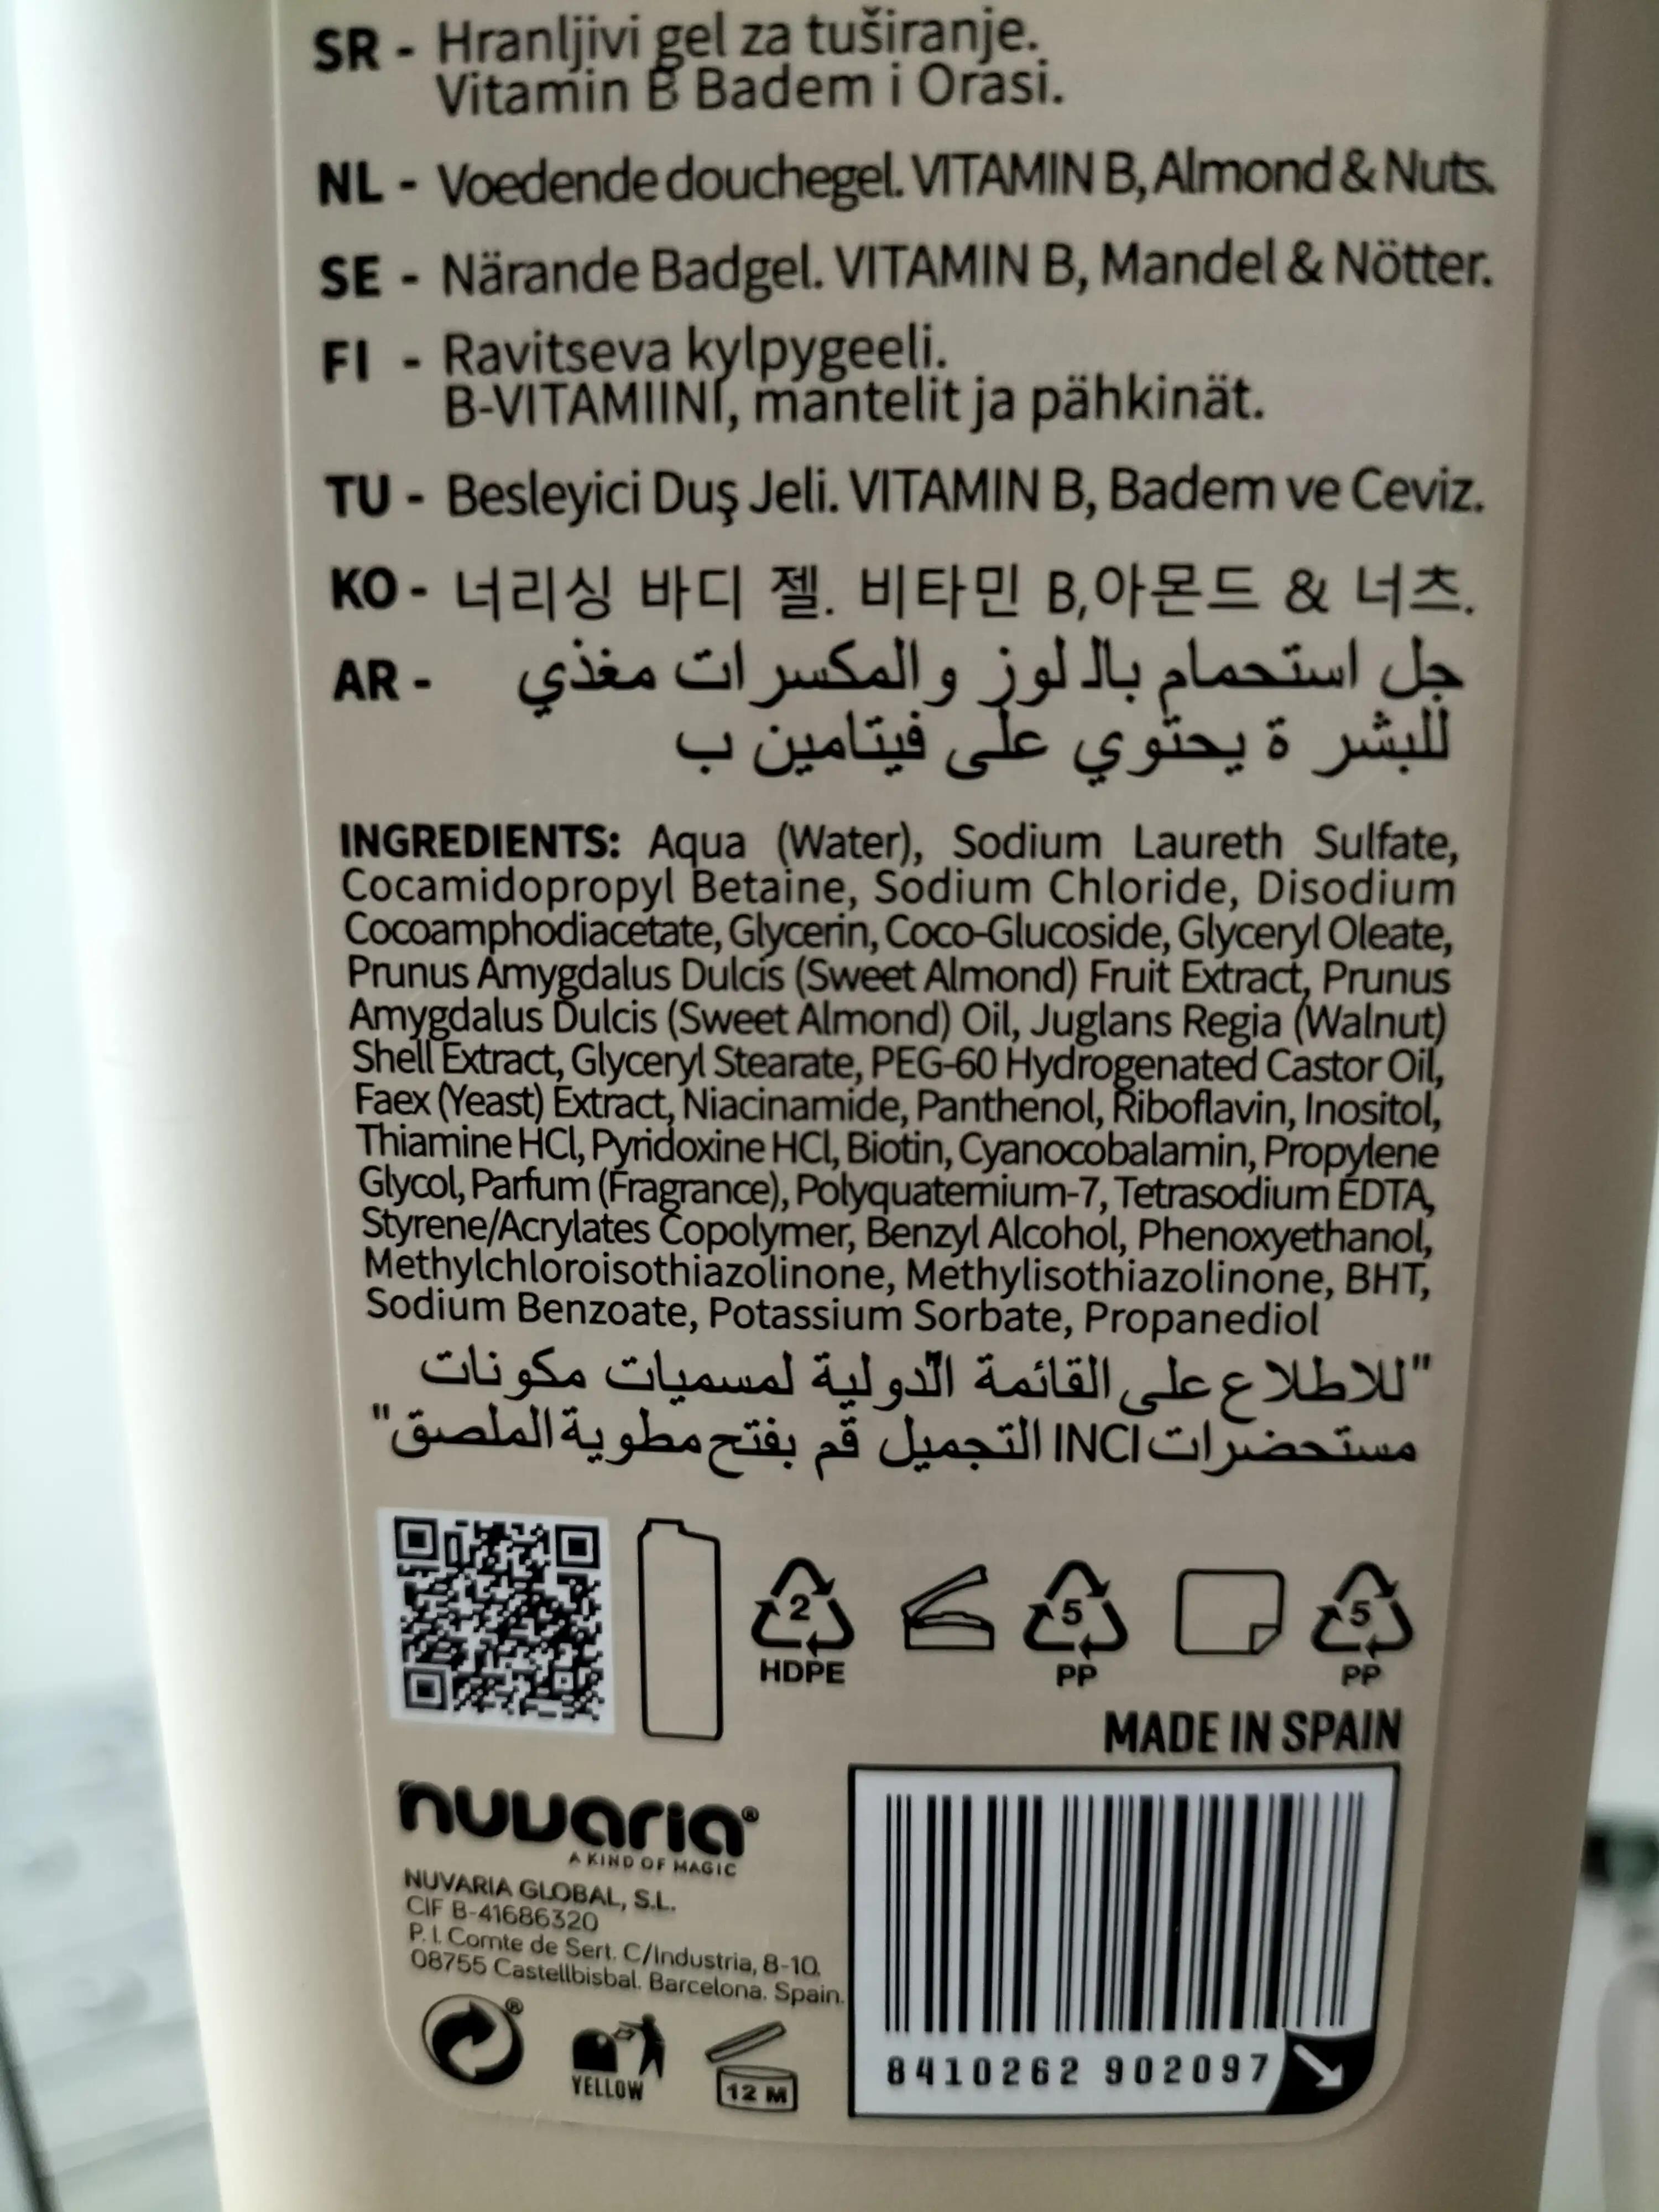 SR - Hranljivi gel za tuširanje.
Vitamin B Badem i Orasi.
NL - Voedende douchegel. VITAMIN B, Almond & Nuts.
SE - Närande Badgel. VITAMIN B, Mandel & Nötter.
FI - Ravitseva kylpygeeli.
B-VITAMIINI, mantelit ja pähkinät.
TU - Besleyici Duş Jeli. VITAMIN B, Badem ve Ceviz.
KO - 너리싱 바디 젤. 비타민 B,아몬드 & 너츠.
AR - جل استحمام بالـ لوز و المكسر ات مغذي
للبشر ة يحتوي على فيتامين ب
INGREDIENTS: Aqua (Water), Sodium Laureth Sulfate,
Cocamidopropyl Betaine, Sodium Chloride, Disodium
Cocoamphodiacetate, Glycerin, Coco-Glucoside, Glyceryl Oleate,
Prunus Amygdalus Dulcis (Sweet Almond) Fruit Extract, Prunus
Amygdalus Dulcis (Sweet Almond) Oil, Juglans Regia (Walnut)
Shell Extract, Glyceryl Stearate, PEG-60 Hydrogenated Castor Oil,
Faex (Yeast) Extract, Niacinamide, Panthenol, Riboflavin, Inositol,
Thiamine HCl, Pyridoxine HCl, Biotin, Cyanocobalamin, Propylene
Glycol, Parfum (Fragrance), Polyquaternium-7, Tetrasodium EDTA,
Styrene/Acrylates Copolymer, Benzyl Alcohol, Phenoxyethanol,
Methylchloroisothiazolinone, Methylisothiazolinone, BHT,
Sodium Benzoate, Potassium Sorbate, Propanediol
"للاطلاع على القائمة الدولية لمسميات مكونات
مستحضرات INCI التجميل قم بفتح مطوية الملصق"
2 5 5
HDPE PP PP
MADE IN SPAIN
nuvaria®
A KIND OF MAGIC
NUVARIA GLOBAL, S.L.
CIF B-41686320
P. I. Comte de Sert. C/Industria, 8-10.
08755 Castellbisbal. Barcelona. Spain.
®
YELLOW
12 M
8410262 902097